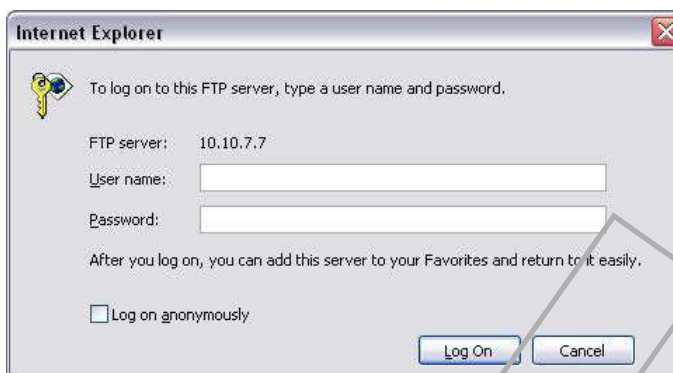 Internet Explorer
To log on to this FTP server, type a user name and password.
FTP server: 10.10.7.7
User name:
Password:
After you log on, you can add this server to your Favorites and return to it easily.
Log on anonymously
Log On Cancel